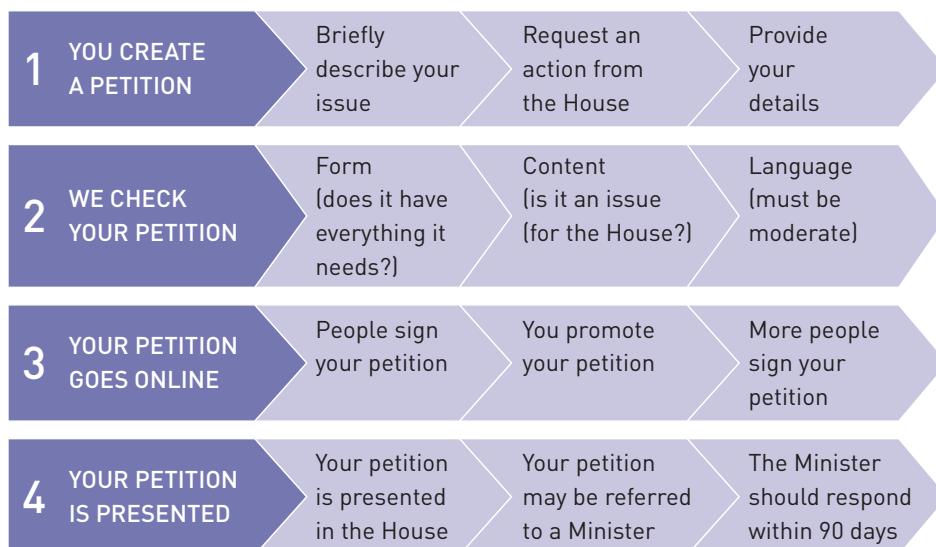 1
YOU CREATE
A PETITION
Briefly
describe your
issue
Request an
action from
the House
Provide
your
details
2
WE CHECK
YOUR PETITION
Form
(does it have
everything it
needs?)
Content
(is it an issue
(for the House?)
Language
(must be
moderate)
3
YOUR PETITION
GOES ONLINE
People sign
your petition
You promote
your petition
More people
sign your
petition
4
YOUR PETITION
IS PRESENTED
Your petition
is presented
in the House
Your petition
may be referred
to a Minister
The Minister
should respond
within 90 days